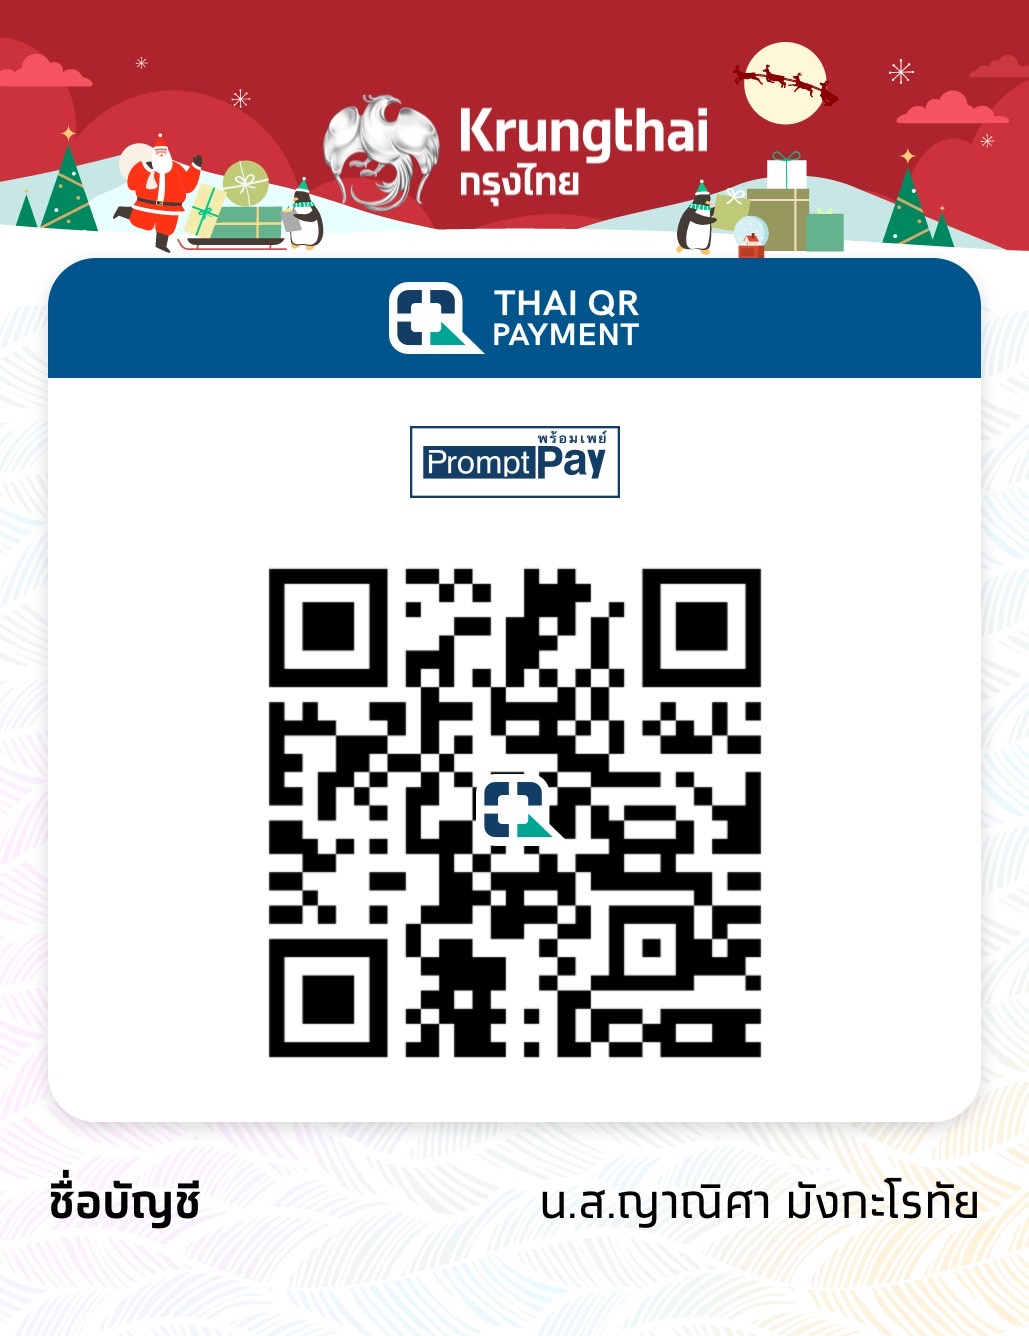 Krungthai
กรุงไทย
THAI QR
PAYMENT
พร้อมเพย์
PromptPay
ชื่อบัญชี น.ส.ญาณิศา มังกะโรทัย